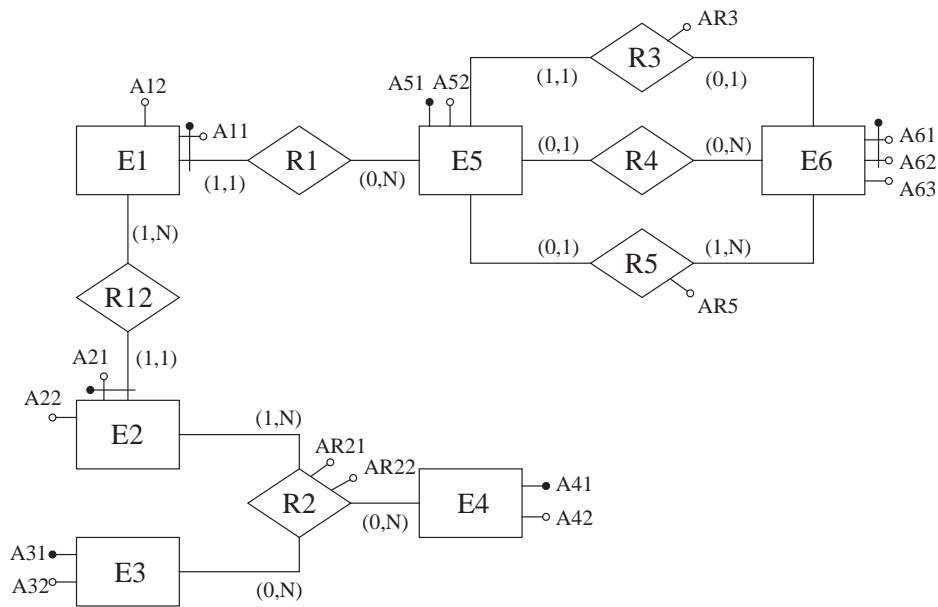 AR3
R3
(1,1)
(0,1)
A12
A51 A52
A11
E1
R1
E5
(0,1)
R4
(0,N)
E6
A61
A62
A63
(1,1)
(0,N)
(1,N)
(0,1)
(1,N)
R5
AR5
R12
A21
(1,1)
A22
E2
(1,N)
AR21
AR22
R2
E4
A41
A42
(0,N)
A31
A32
E3
(0,N)